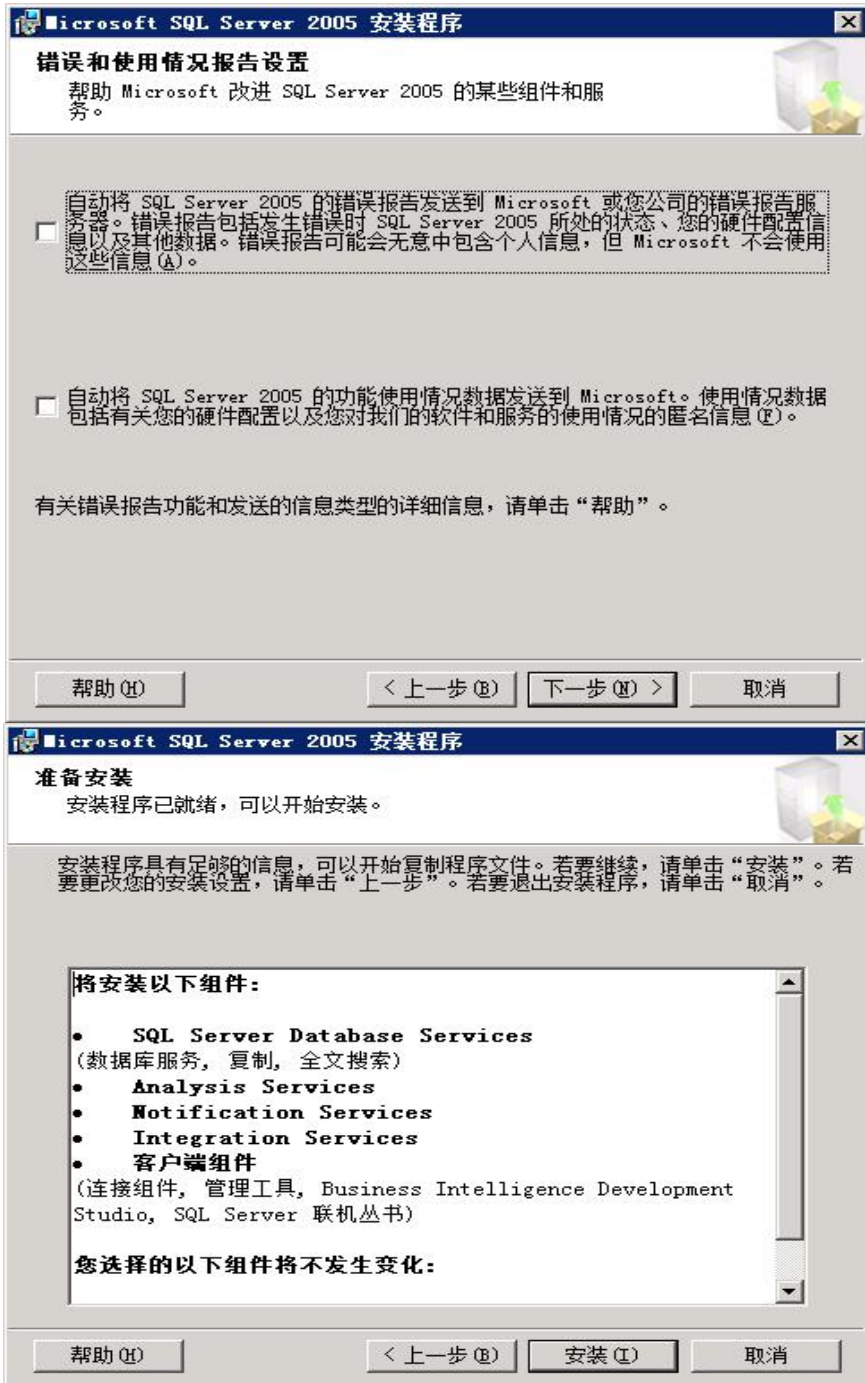 Microsoft SQL Server 2005 安装程序
错误和使用情况报告设置
帮助 Microsoft 改进 SQL Server 2005 的某些组件和服
务。
自动将 SQL Server 2005 的错误报告发送到 Microsoft 或您公司的错误报告服
务器。错误报告包括发生错误时 SQL Server 2005 所处的状态、您的硬件配置信
息以及其他数据。错误报告可能会无意中包含个人信息，但 Microsoft 不会使用
这些信息(A)。
自动将 SQL Server 2005 的功能使用情况数据发送到 Microsoft。使用情况数据
包括有关您的硬件配置以及您对我们的软件和服务的使用情况的匿名信息(F)。
有关错误报告功能和发送的信息类型的详细信息，请单击“帮助”。
帮助(H)
< 上一步(B)
下一步(N) >
取消
Microsoft SQL Server 2005 安装程序
准备安装
安装程序已就绪，可以开始安装。
安装程序具有足够的信息，可以开始复制程序文件。若要继续，请单击“安装”。若
要更改您的安装设置，请单击“上一步”。若要退出安装程序，请单击“取消”。
将安装以下组件:
• SQL Server Database Services
(数据库服务, 复制, 全文搜索)
• Analysis Services
• Notification Services
• Integration Services
• 客户端组件
(连接组件, 管理工具, Business Intelligence Development
Studio, SQL Server 联机丛书)
您选择的以下组件将不发生变化:
帮助(H)
< 上一步(B)
安装(I)
取消